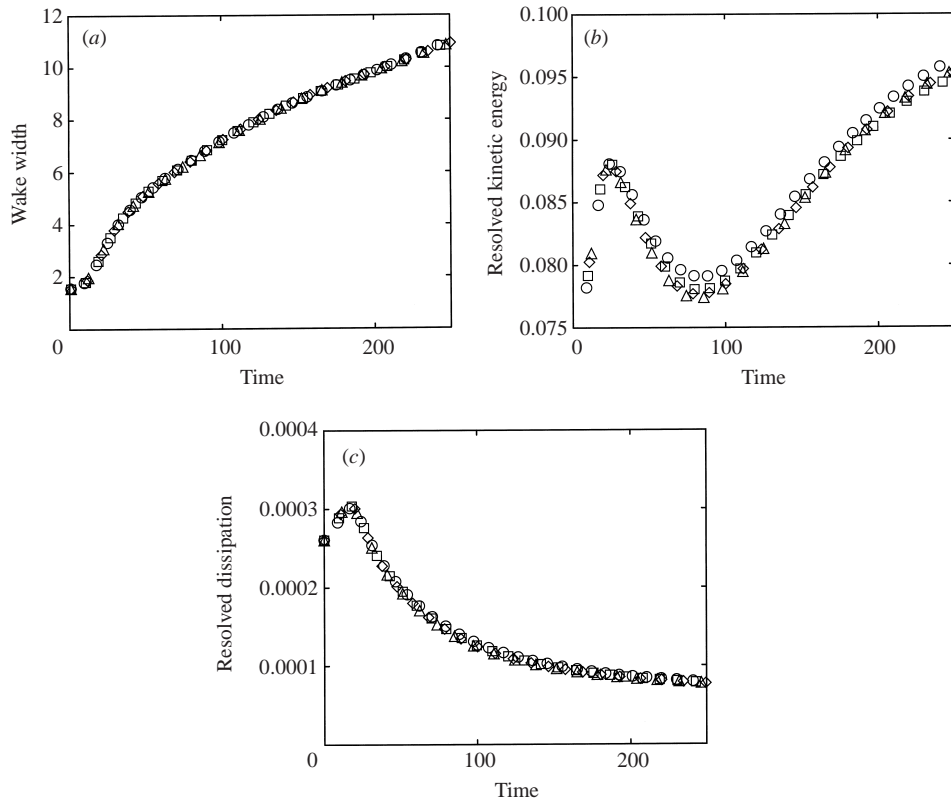 12
10
8
6
4
2
0
(a)
Wake width
0
100
200
Time
0.100
0.095
0.090
0.085
0.080
0.075
(b)
Resolved kinetic energy
0
100
200
Time
0.0004
0.0003
0.0002
0.0001
(c)
Resolved dissipation
0
100
200
Time